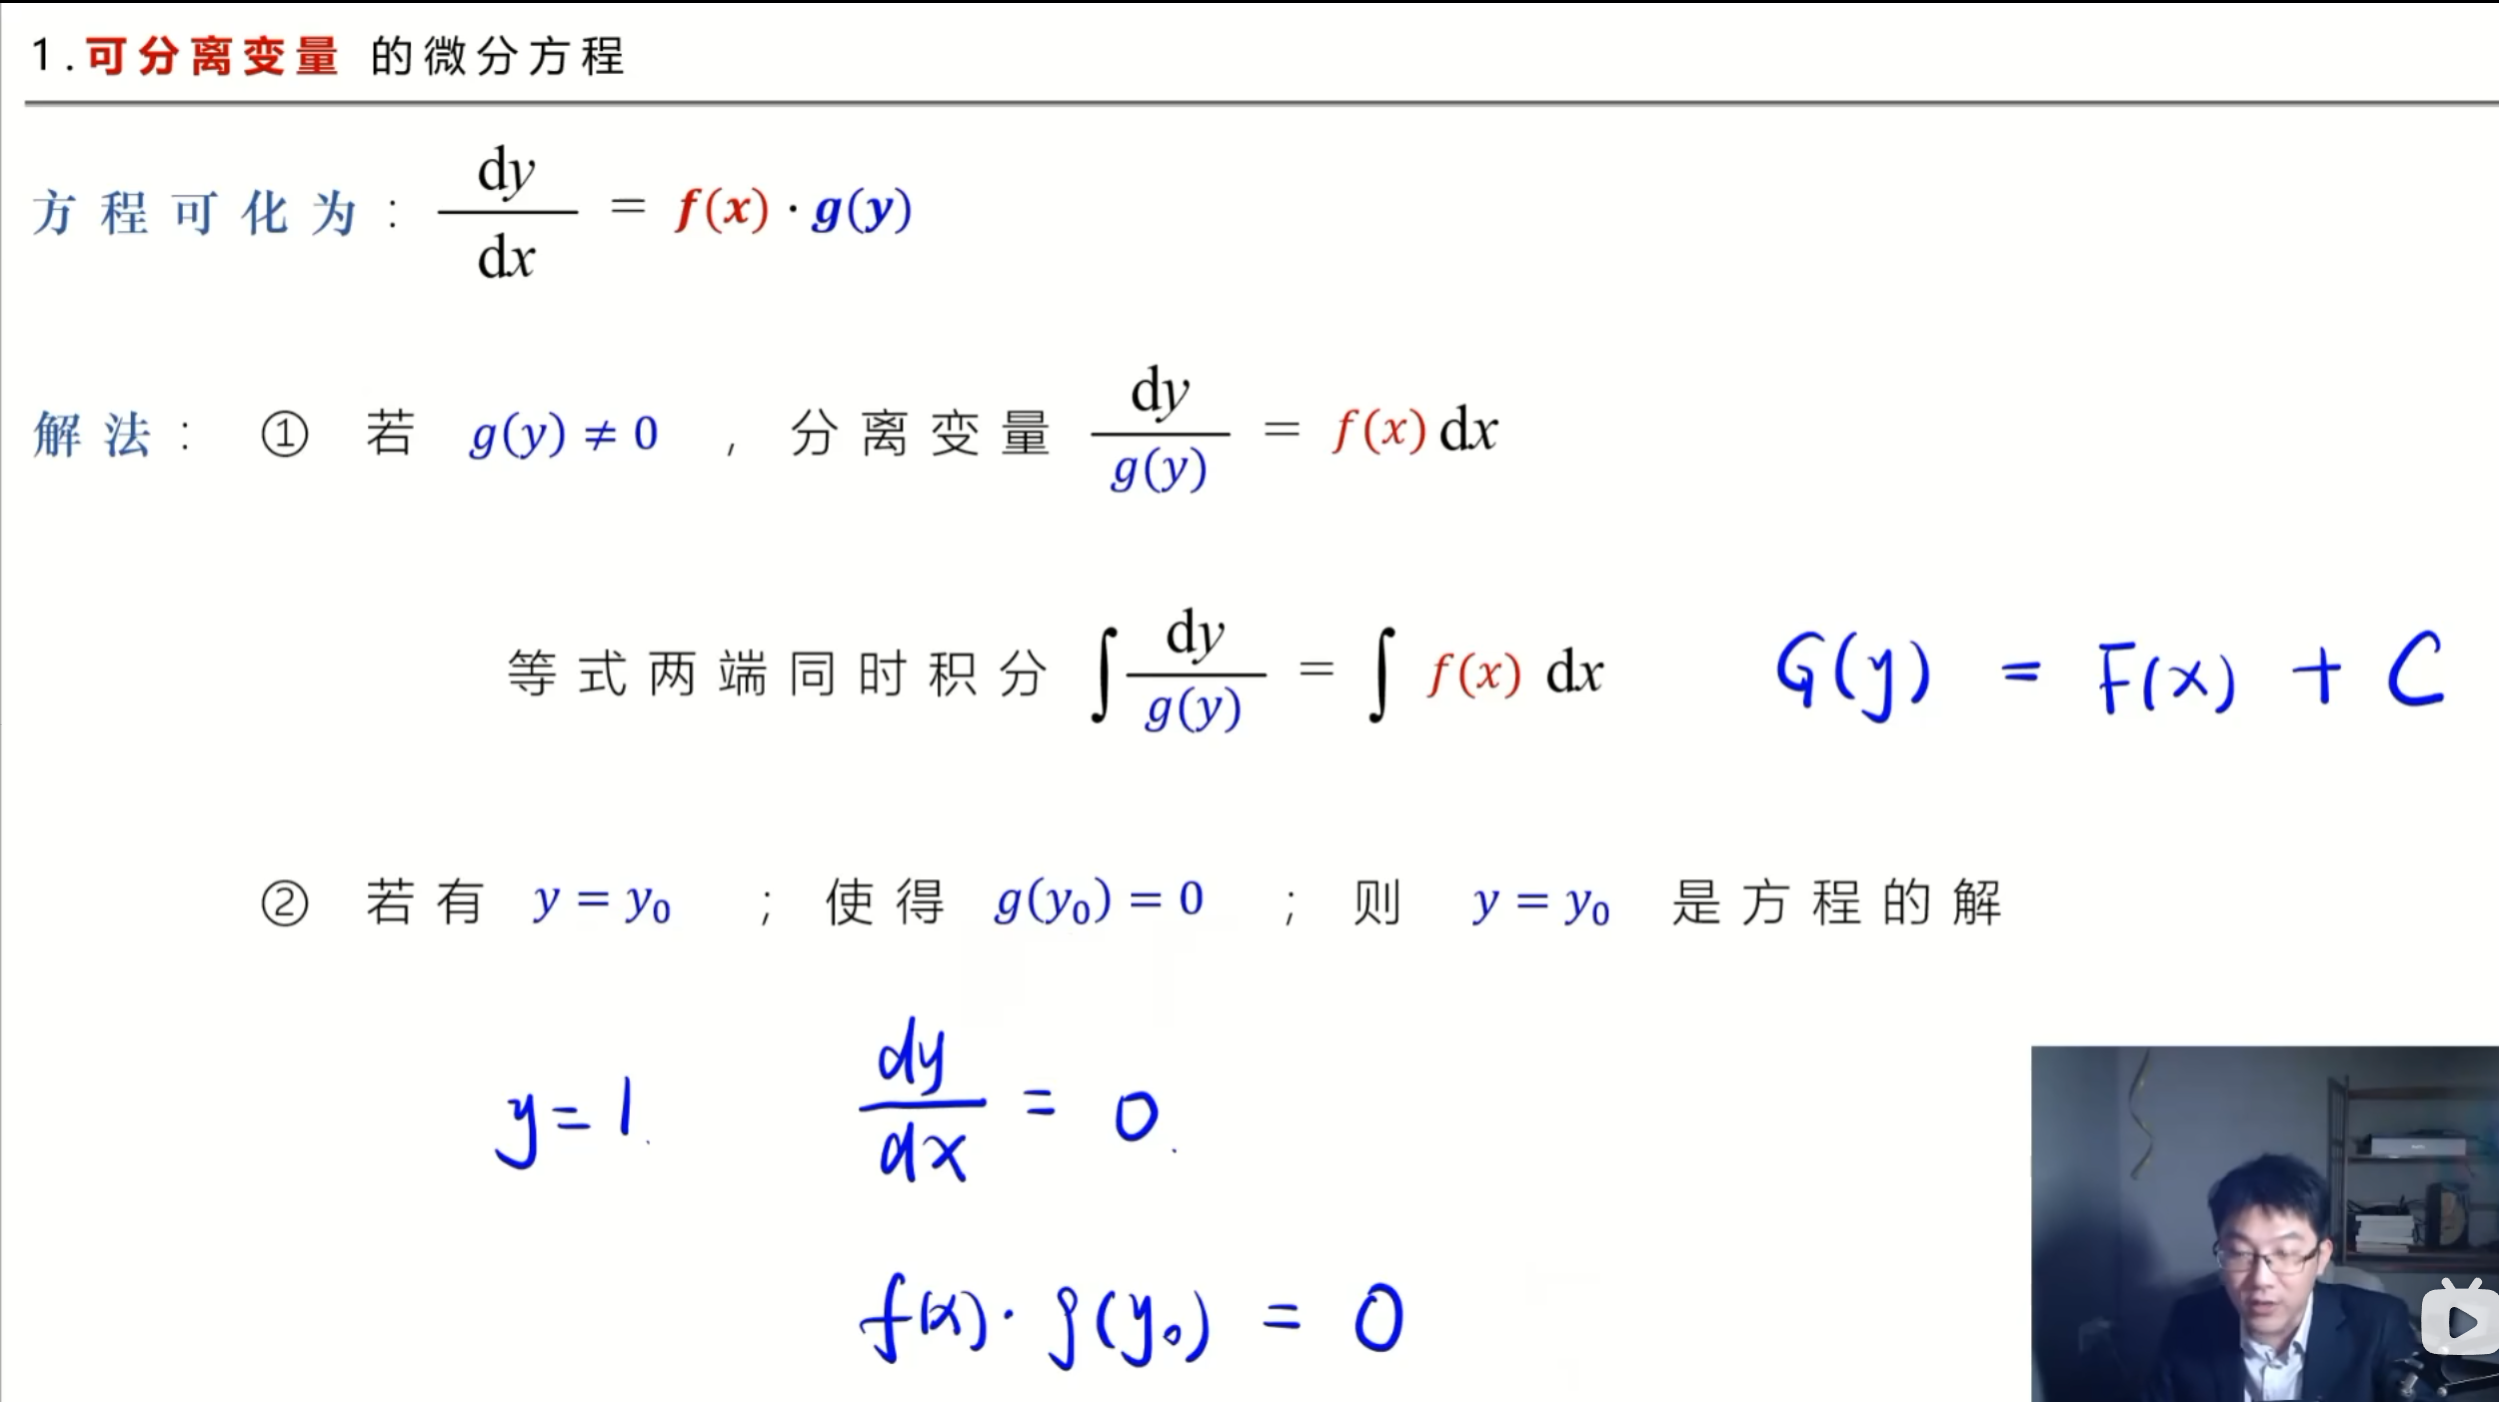 1.可分离变量 的微分方程
方程可化为: dy/dx = f(x)·g(y)
解法: ① 若 g(y)≠0 , 分离变量 dy/g(y) = f(x)dx
等式两端同时积分 ∫dy/g(y) = ∫ f(x) dx G(y) = F(x) + C
② 若有 y=y₀ ; 使得 g(y₀)=0 ; 则 y=y₀ 是方程的解
y=1. dy/dx = 0.
f(x)·g(y₀) = 0